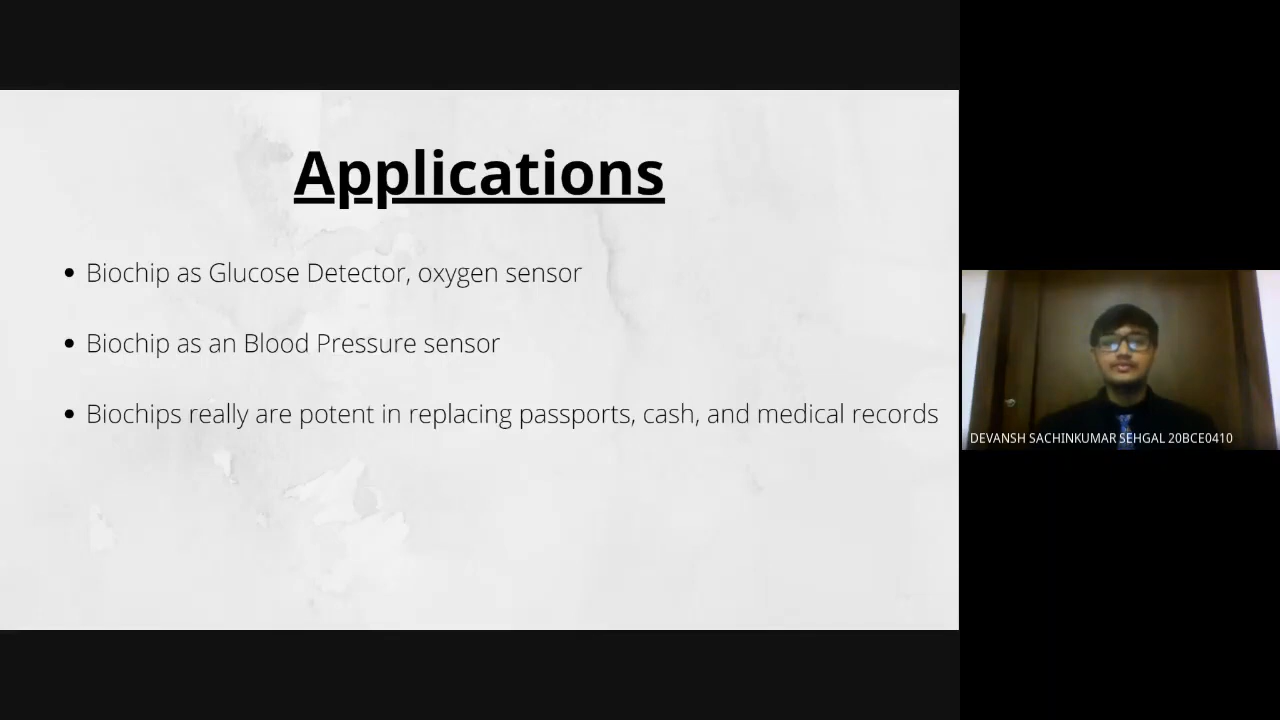 Applications
Biochip as Glucose Detector, oxygen sensor
Biochip as an Blood Pressure sensor
Biochips really are potent in replacing passports, cash, and medical records
DEVANSH SACHINKUMAR SEHGAL 20BCE0410